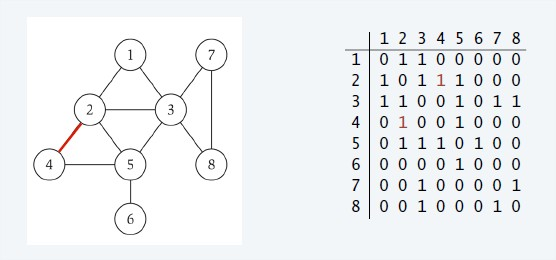 1 7
2 3
4 5 8
6
1 2 3 4 5 6 7 8
1 0 1 1 0 0 0 0 0
2 1 0 1 1 1 0 0 0
3 1 1 0 0 1 0 1 1
4 0 1 0 0 1 0 0 0
5 0 1 1 1 0 1 0 0
6 0 0 0 0 1 0 0 0
7 0 0 1 0 0 0 0 1
8 0 0 1 0 0 0 1 0